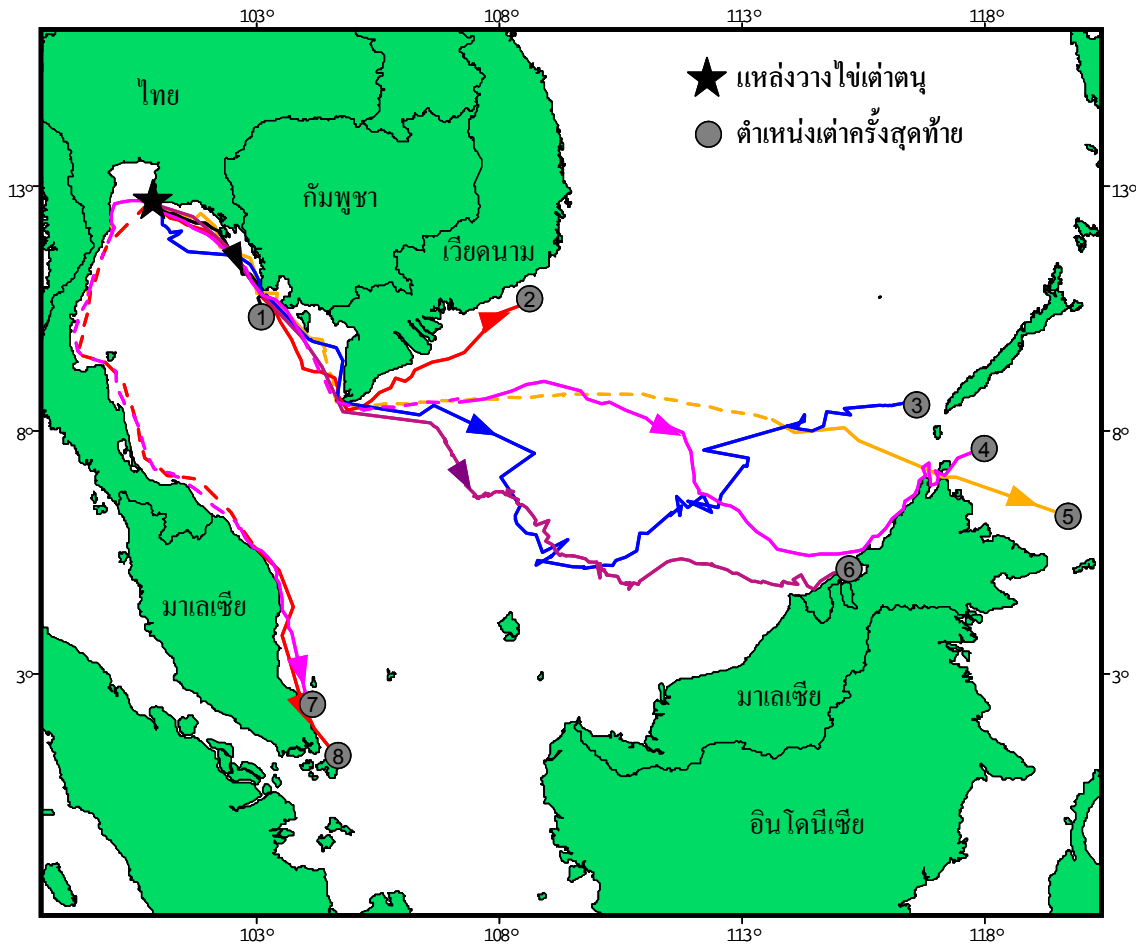 103° 108° 113° 118°
แหล่งวางไข่เต่าตนุ
ไทย
ตำแหน่งเต่าครั้งสุดท้าย
13° 13°
กัมพูชา
เวียดนาม
2
1
3
8° 8°
4
5
6
มาเลเซีย
3° 3°
มาเลเซีย
7
8
อินโดนีเซีย
103° 108° 113° 118°